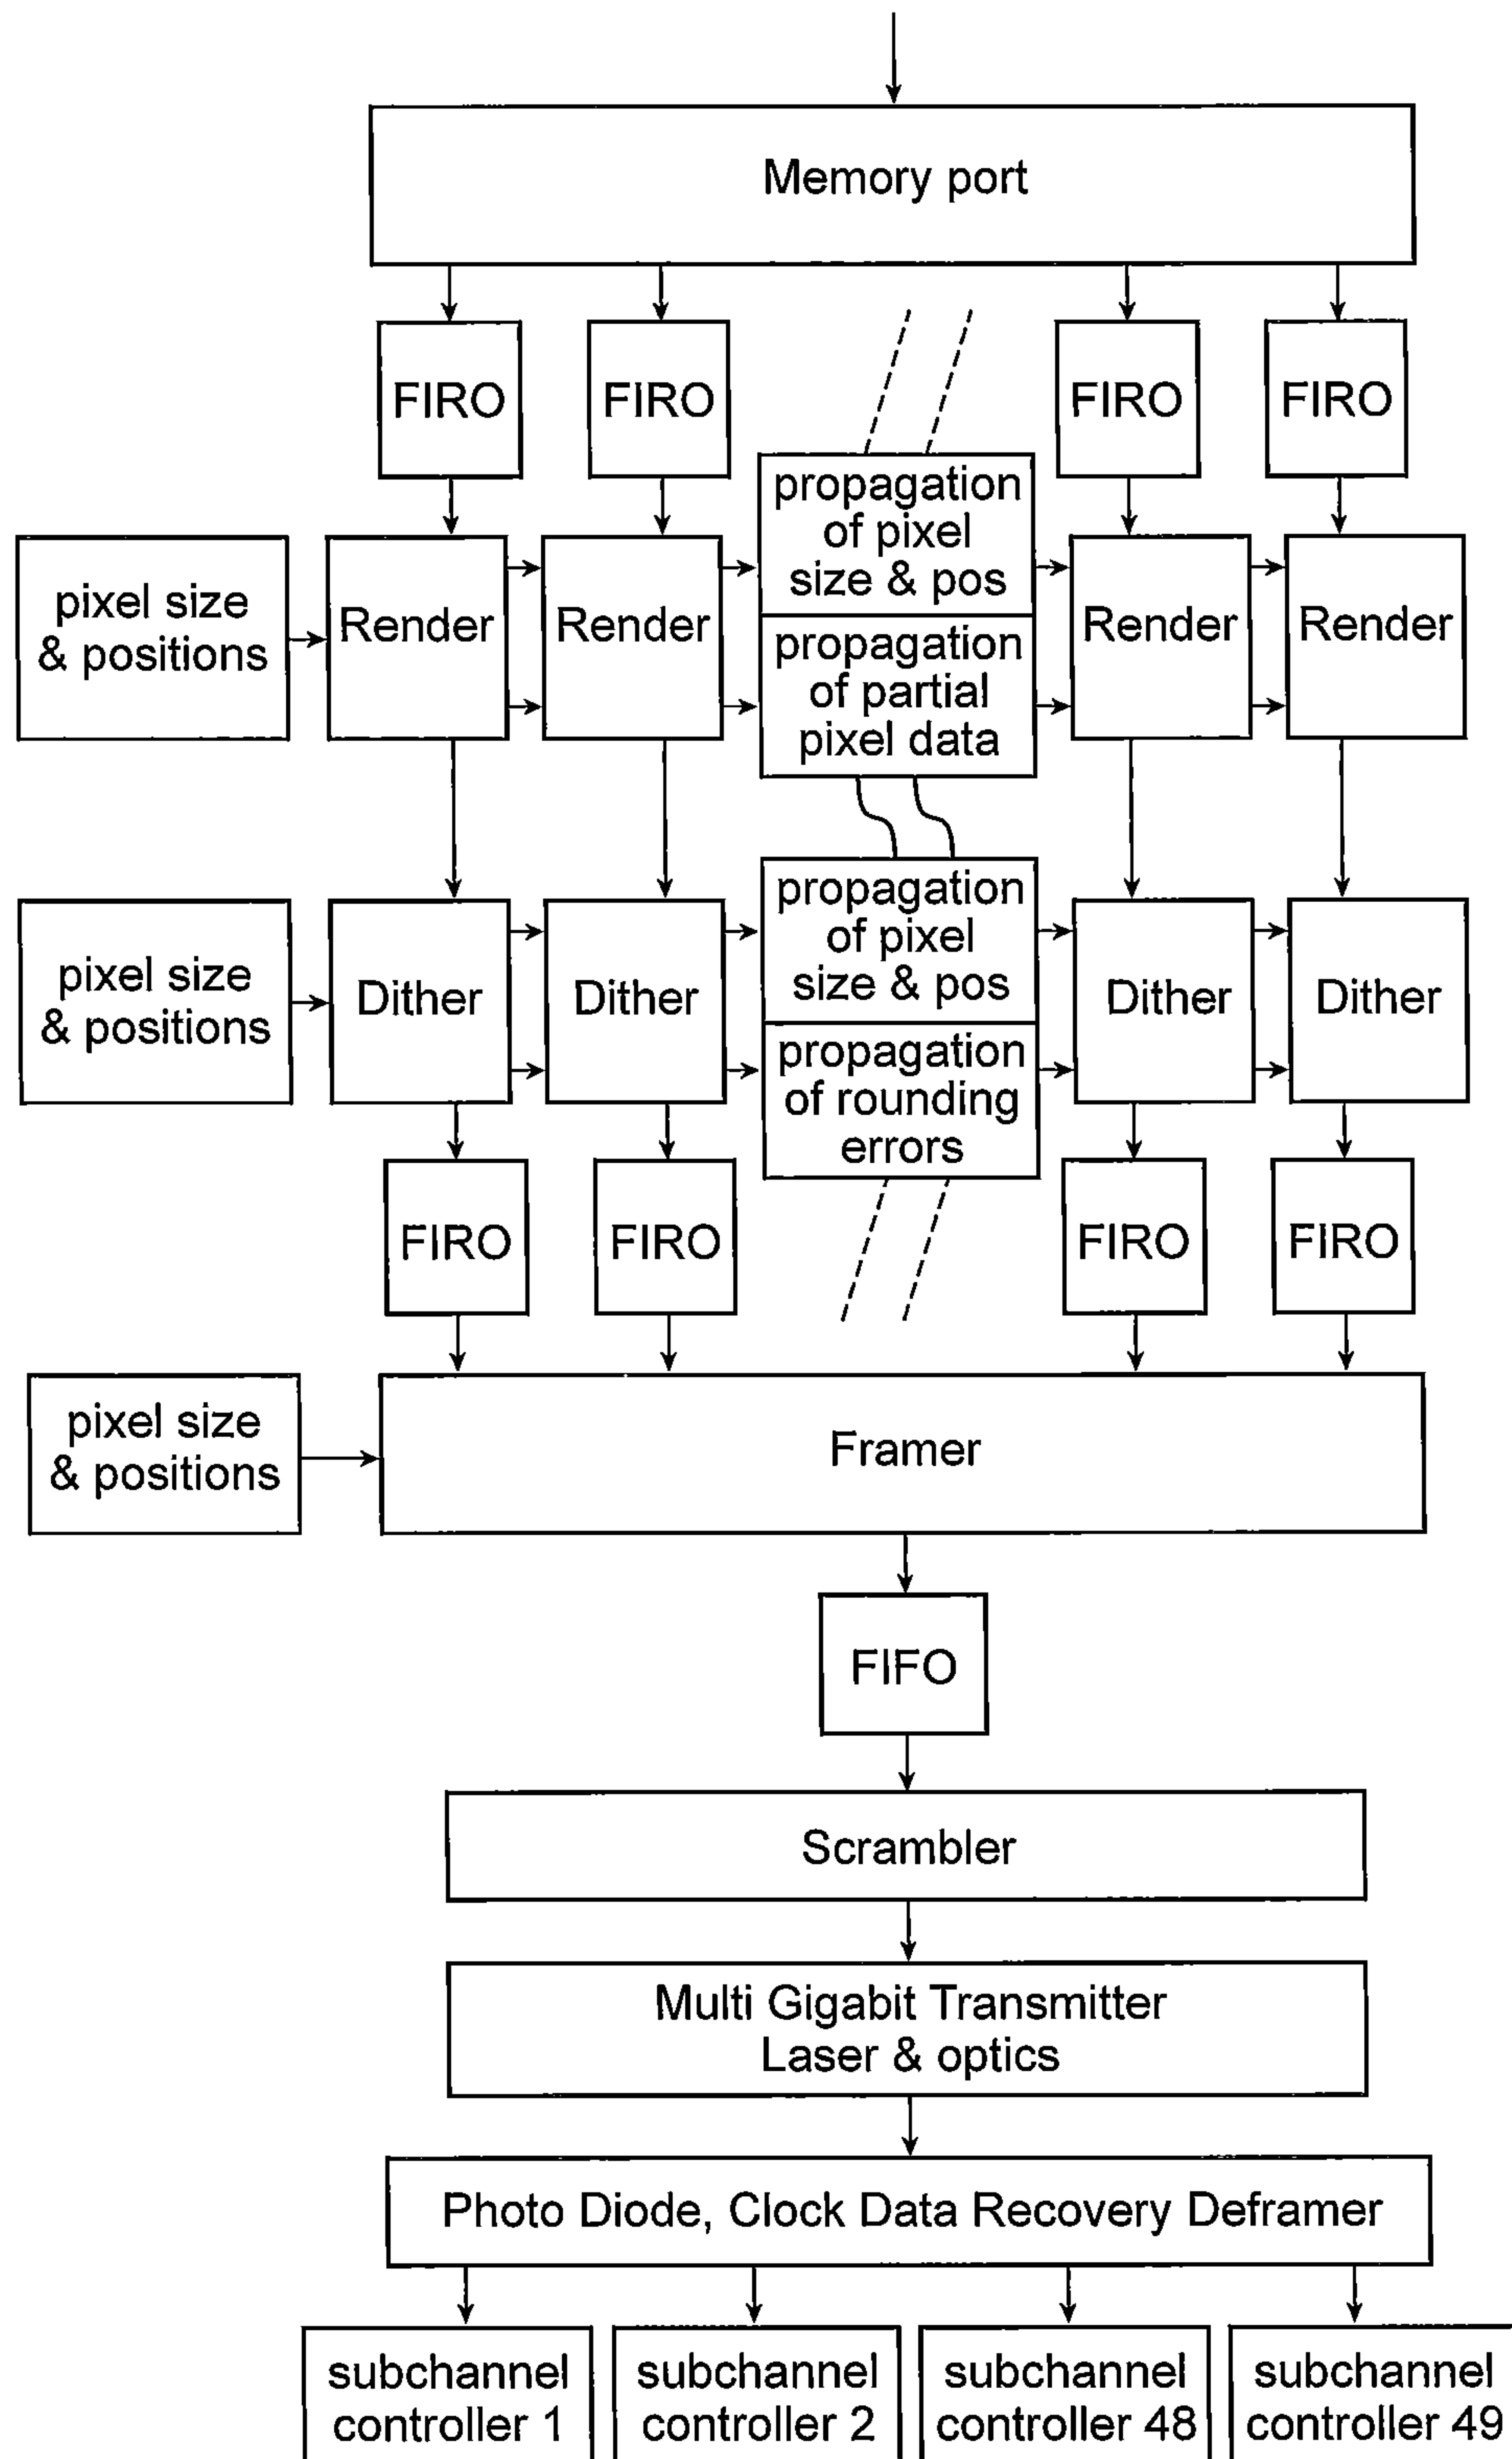 Memory port
FIRO
FIRO
FIRO
FIRO
propagation
of pixel
size & pos
pixel size
& positions
Render
Render
Render
Render
propagation
of partial
pixel data
propagation
of pixel
size & pos
pixel size
& positions
Dither
Dither
Dither
Dither
propagation
of rounding
errors
FIRO
FIRO
FIRO
FIRO
pixel size
& positions
Framer
FIFO
Scrambler
Multi Gigabit Transmitter
Laser & optics
Photo Diode, Clock Data Recovery Deframer
subchannel
controller 1
subchannel
controller 2
subchannel
controller 48
subchannel
controller 49